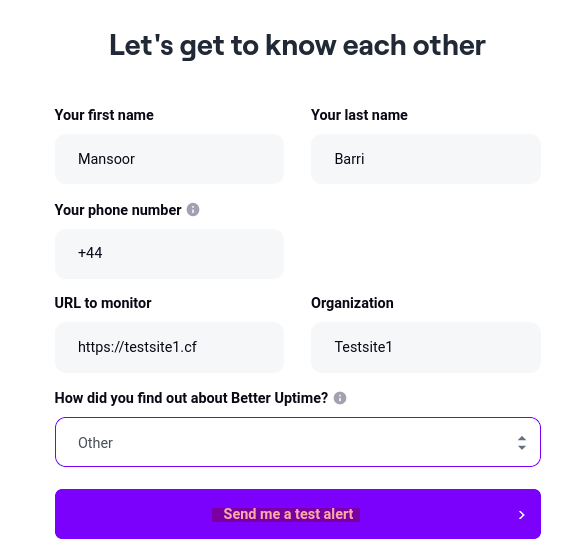 Let's get to know each other
Your first name
Your last name
Mansoor
Barri
Your phone number
+44
URL to monitor
Organization
https://testsite1.cf
Testsite1
How did you find out about Better Uptime?
Other
Send me a test alert